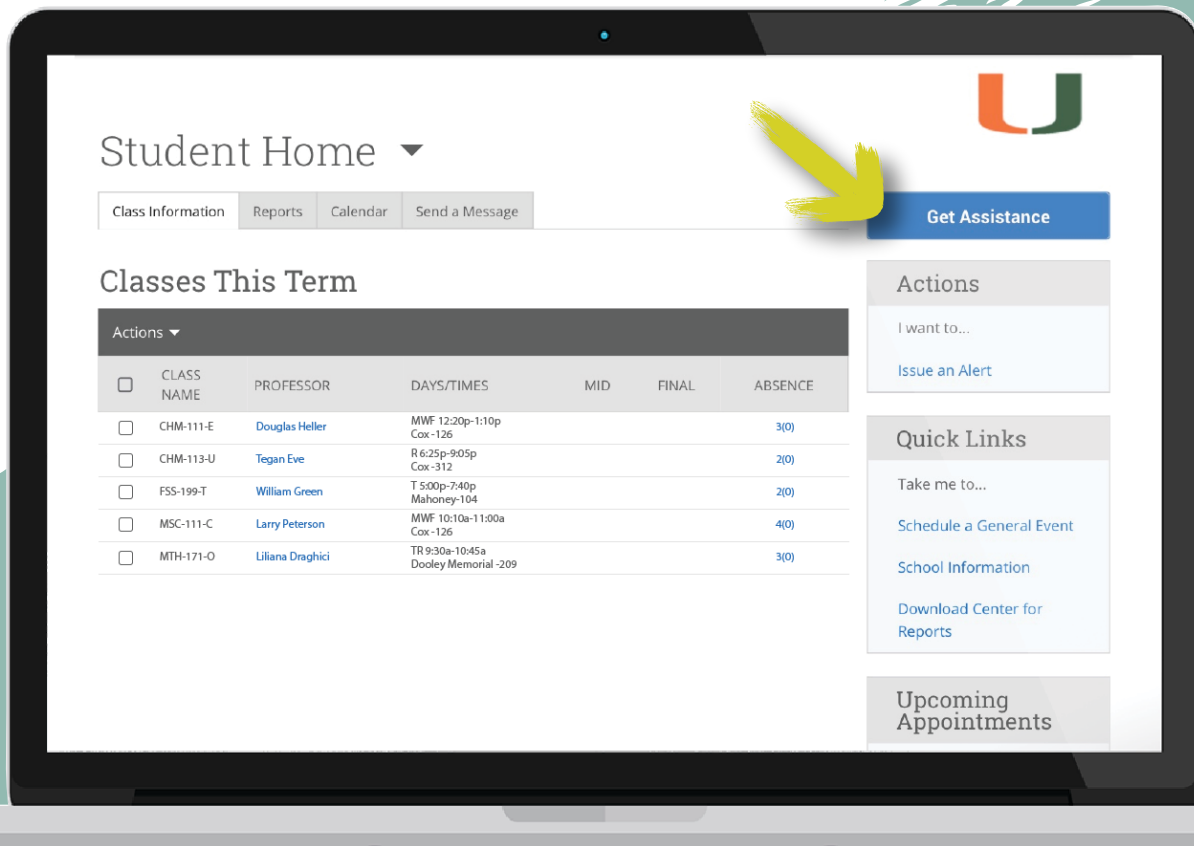 Student Home
Class Information Reports Calendar Send a Message
Get Assistance
Classes This Term
Actions
CLASS NAME PROFESSOR DAYS/TIMES MID FINAL ABSENCE
CHM-111-E Douglas Heller MWF 12:20p-1:10p 3(0)
Cox -126
CHM-113-U Tegan Eve R 6:25p-9:05p 2(0)
Cox -312
FSS-199-T William Green T 5:00p-7:40p 2(0)
Mahoney-104
MSC-111-C Larry Peterson MWF 10:10a-11:00a 4(0)
Cox -126
MTH-171-O Liliana Draghici TR 9:30a-10:45a 3(0)
Dooley Memorial -209
Actions
I want to...
Issue an Alert
Quick Links
Take me to...
Schedule a General Event
School Information
Download Center for
Reports
Upcoming
Appointments